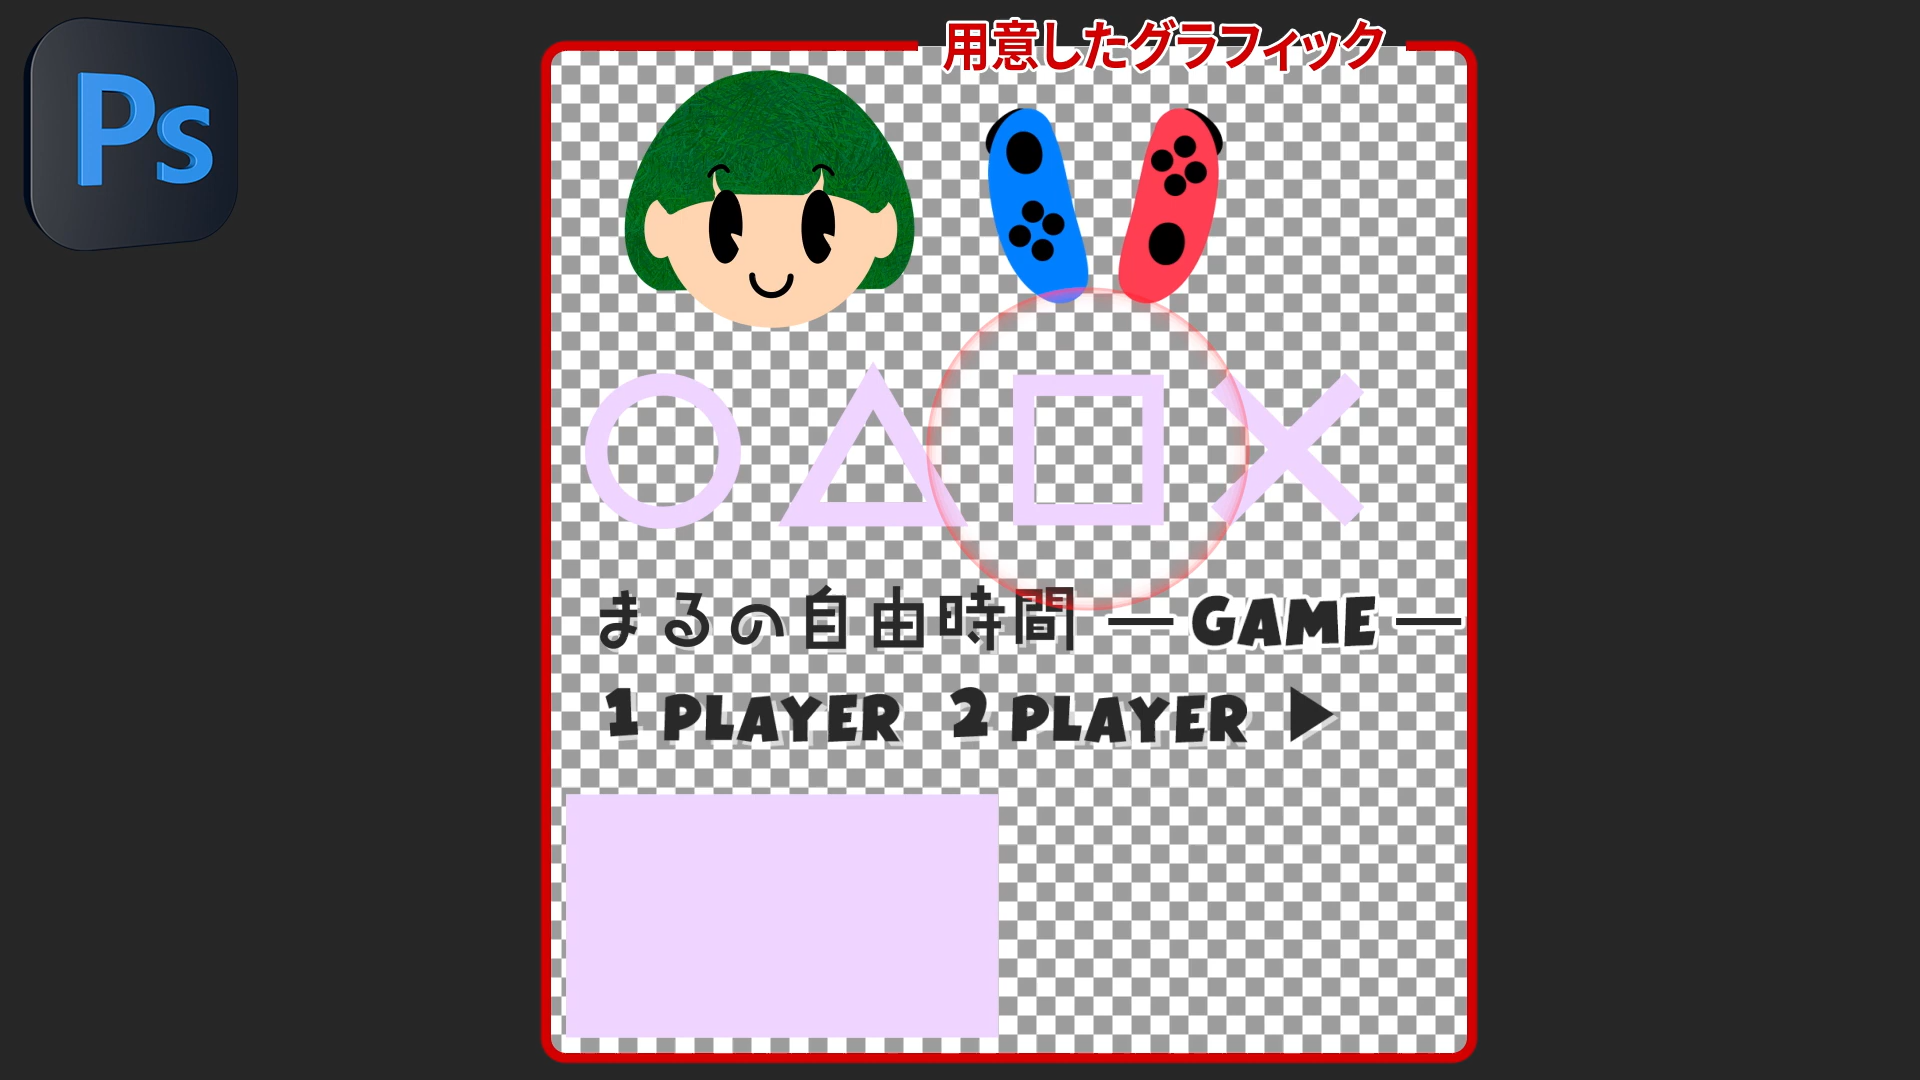 Ps
用意したグラフィック
まるの自由時間 — GAME —
1 PLAYER 2 PLAYER ▶